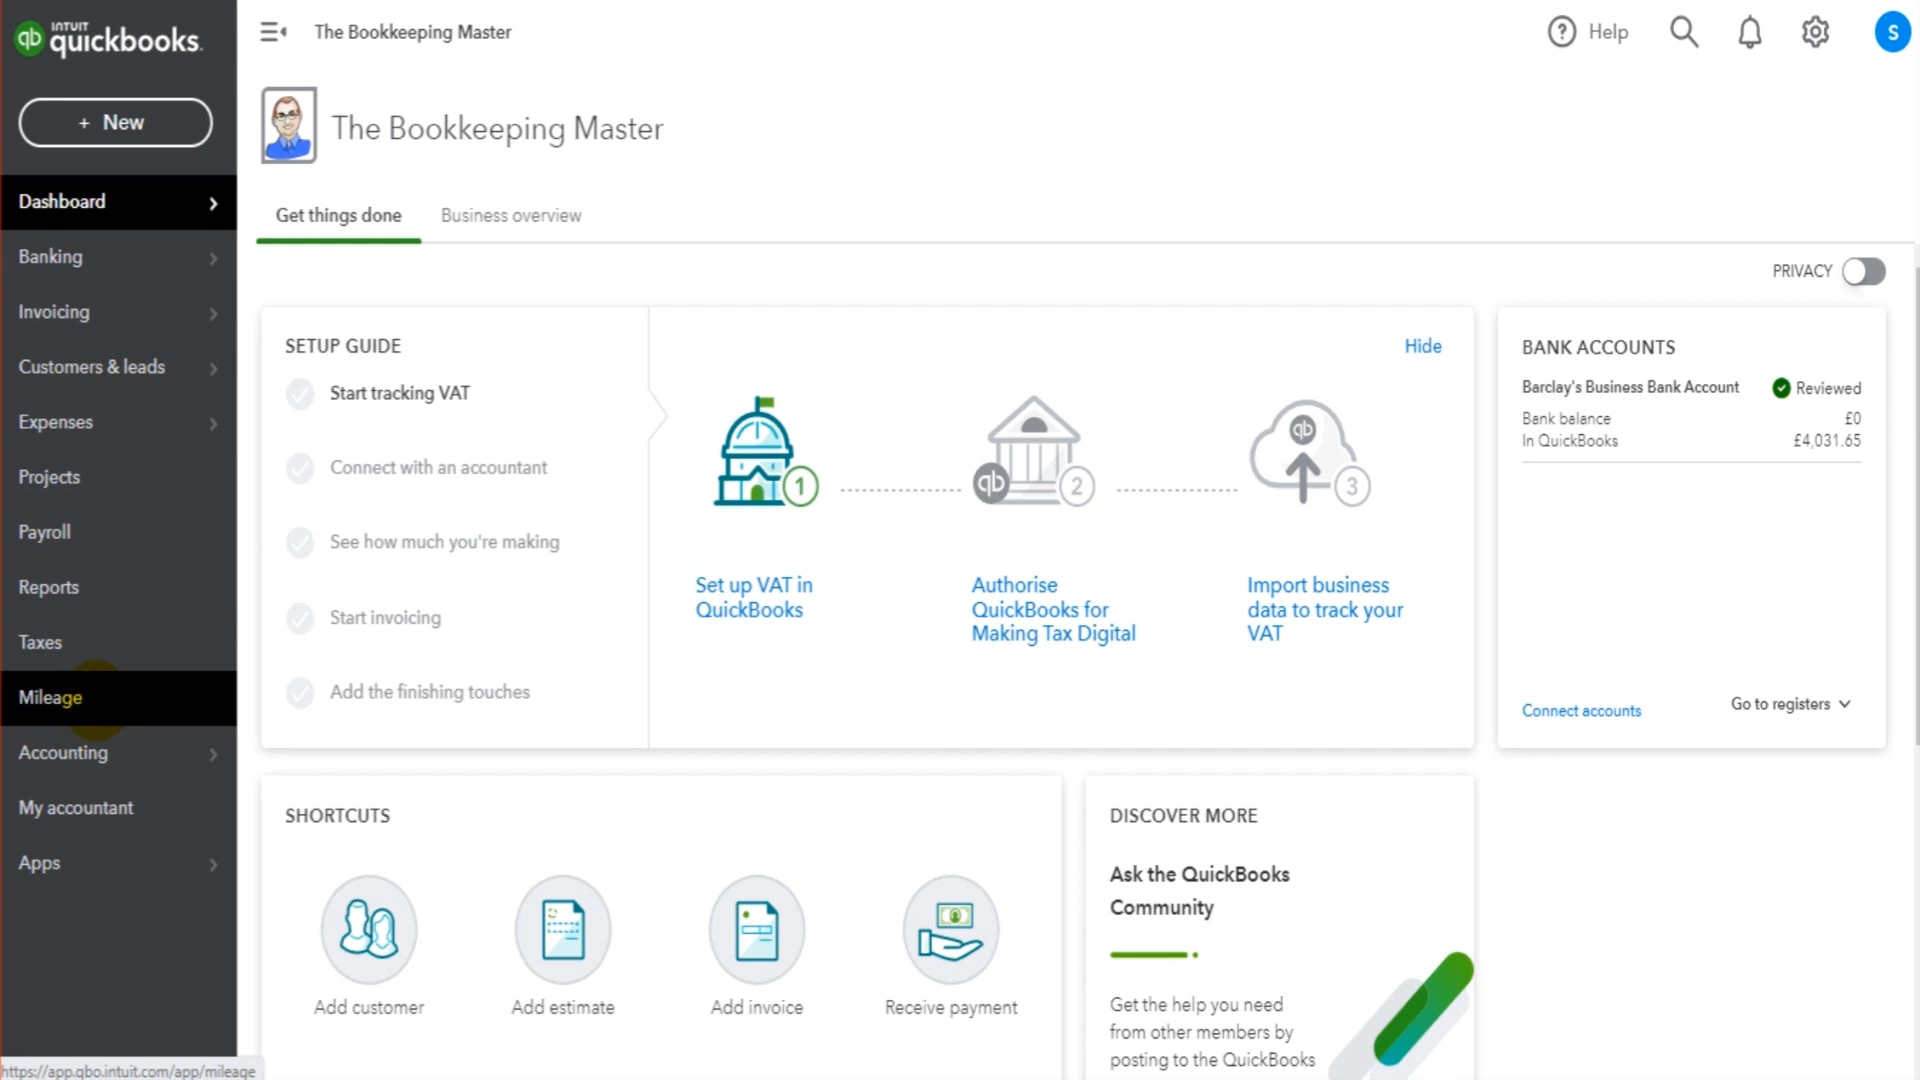 INTUIT
quickbooks.
+ New
Dashboard
Banking
Invoicing
Customers & leads
Expenses
Projects
Payroll
Reports
Taxes
Mileage
Accounting
My accountant
Apps
https://app.qbo.intuit.com/app/mileage
The Bookkeeping Master
? Help
S
The Bookkeeping Master
Get things done
Business overview
PRIVACY
SETUP GUIDE
Start tracking VAT
Connect with an accountant
See how much you're making
Start invoicing
Add the finishing touches
Hide
1
qb
2
qb
3
Set up VAT in
QuickBooks
Authorise
QuickBooks for
Making Tax Digital
Import business
data to track your
VAT
BANK ACCOUNTS
Barclay's Business Bank Account Reviewed
Bank balance £0
In QuickBooks £4,031.65
Connect accounts
Go to registers
SHORTCUTS
Add customer
Add estimate
Add invoice
Receive payment
DISCOVER MORE
Ask the QuickBooks
Community
Get the help you need
from other members by
posting to the QuickBooks